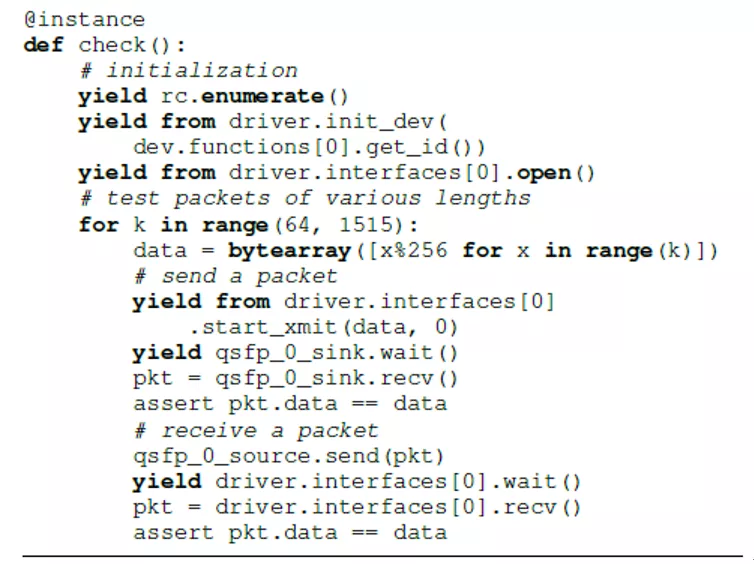 @instance
def check():
    # initialization
    yield rc.enumerate()
    yield from driver.init_dev(
        dev.functions[0].get_id())
    yield from driver.interfaces[0].open()
    # test packets of various lengths
    for k in range(64, 1515):
        data = bytearray([x%256 for x in range(k)])
        # send a packet
        yield from driver.interfaces[0]
            .start_xmit(data, 0)
        yield qsfp_0_sink.wait()
        pkt = qsfp_0_sink.recv()
        assert pkt.data == data
        # receive a packet
        qsfp_0_source.send(pkt)
        yield driver.interfaces[0].wait()
        pkt = driver.interfaces[0].recv()
        assert pkt.data == data